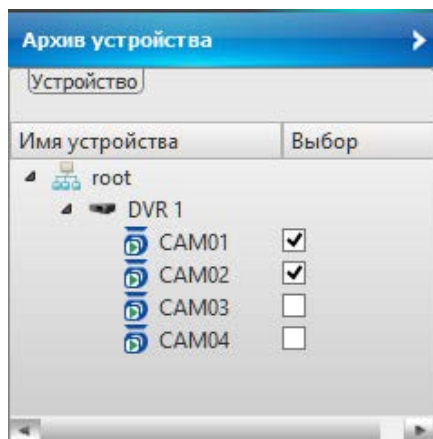 Архив устройства
Устройство
Имя устройства Выбор
root
DVR 1
CAM01
CAM02
CAM03
CAM04